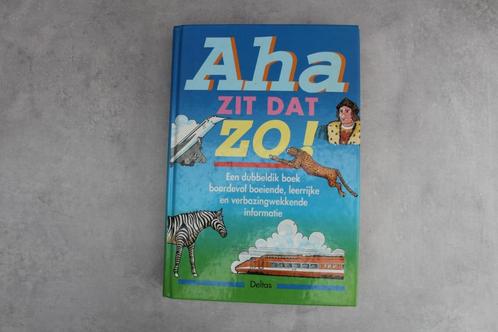 Aha
ZIT DAT
ZO!
Een dubbeldik boek
boordevol boeiende, leerrijke
en verbazingwekkende
informatie
Deltas